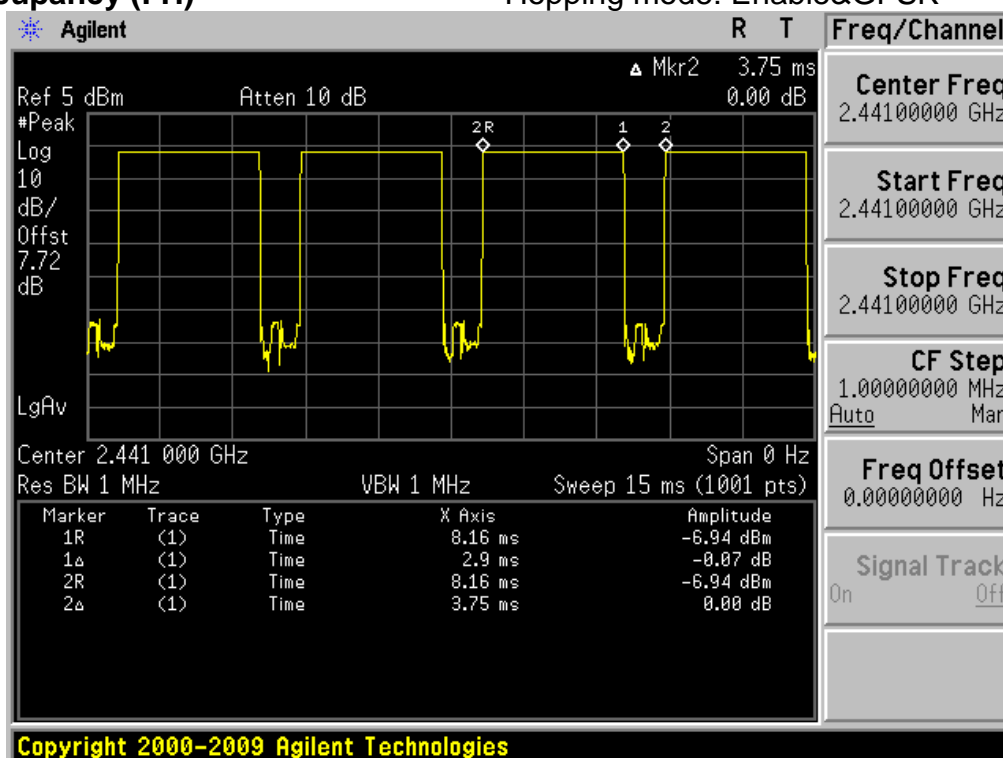 Agilent R T
Freq/Channel
Δ Mkr2 3.75 ms
Ref 5 dBm Atten 10 dB 0.00 dB
#Peak
Log
10
dB/
Offst
7.72
dB
LgAv
2R 1 2
Center 2.441 000 GHz Span 0 Hz
Res BW 1 MHz VBW 1 MHz Sweep 15 ms (1001 pts)
Marker Trace Type X Axis Amplitude
1R (1) Time 8.16 ms -6.94 dBm
1Δ (1) Time 2.9 ms -0.07 dB
2R (1) Time 8.16 ms -6.94 dBm
2Δ (1) Time 3.75 ms 0.00 dB
Center Freq
2.44100000 GHz
Start Freq
2.44100000 GHz
Stop Freq
2.44100000 GHz
CF Step
1.00000000 MHz
Auto Man
Freq Offset
0.00000000 Hz
Signal Track
On Off
Copyright 2000-2009 Agilent Technologies